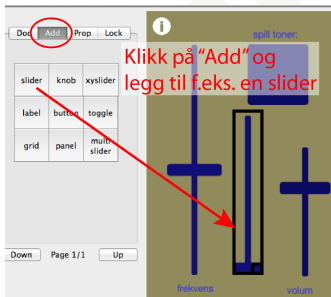 Doc Add Prop Lock
i
spill toner:
Klikk på "Add" og
legg til f.eks. en slider
slider knob xyslider
label button toggle
grid panel multi
slider
Down Page 1/1 Up
frekvens
volum